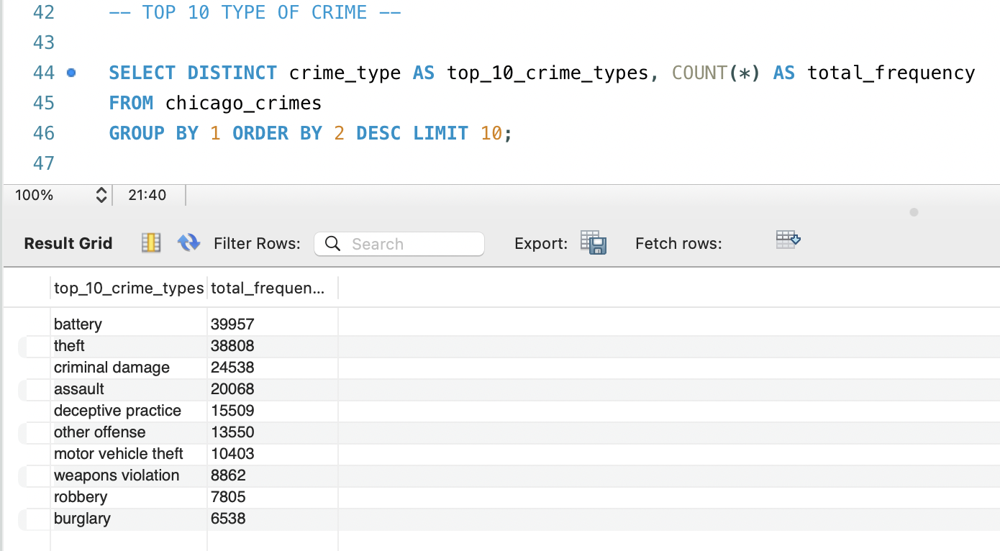 42 -- TOP 10 TYPE OF CRIME --
43
44 SELECT DISTINCT crime_type AS top_10_crime_types, COUNT(*) AS total_frequency
45 FROM chicago_crimes
46 GROUP BY 1 ORDER BY 2 DESC LIMIT 10;
47
100% 21:40
Result Grid Filter Rows: Search Export: Fetch rows:
top_10_crime_types total_frequen...
battery 39957
theft 38808
criminal damage 24538
assault 20068
deceptive practice 15509
other offense 13550
motor vehicle theft 10403
weapons violation 8862
robbery 7805
burglary 6538